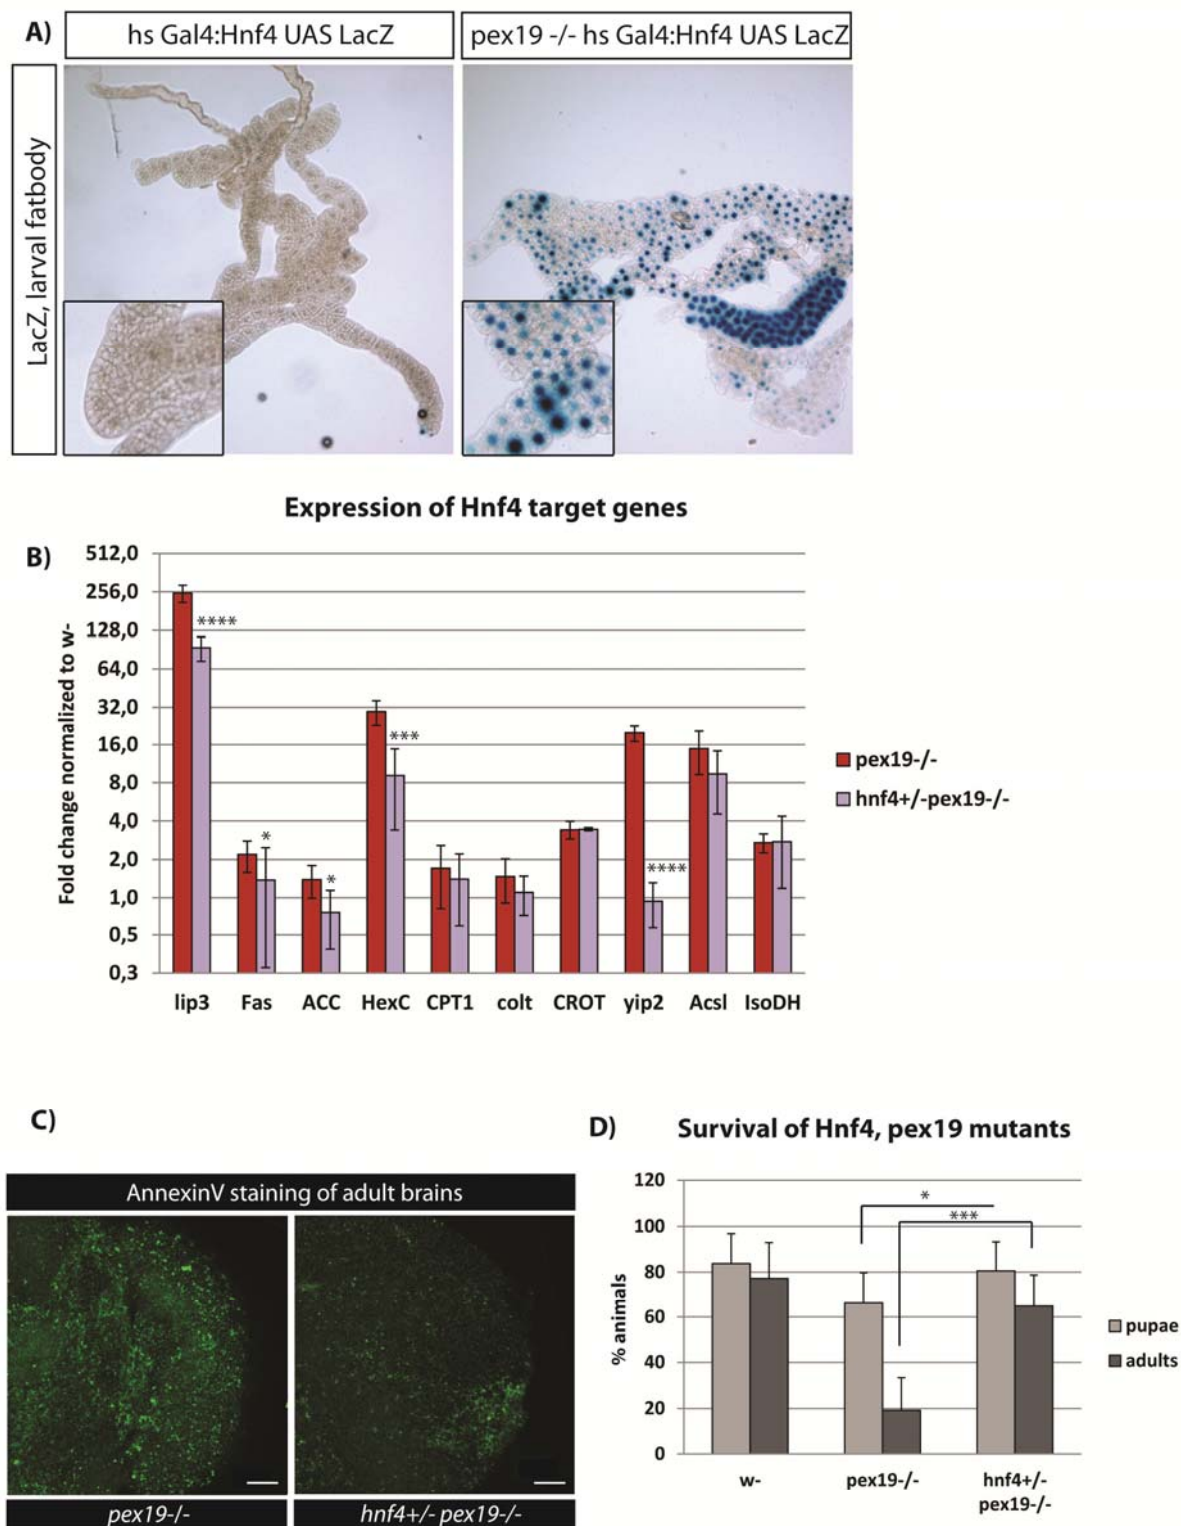 A)
hs Gal4:Hnf4 UAS LacZ
pex19 -/- hs Gal4:Hnf4 UAS LacZ
LacZ, larval fatbody
Expression of Hnf4 target genes
B)
Fold change normalized to w-
512,0
256,0
128,0
64,0
32,0
16,0
8,0
4,0
2,0
1,0
0,5
0,3
****
*
*
***
****
lip3 Fas ACC HexC CPT1 colt CROT yip2 Acsl IsoDH
pex19-/-
hnf4+/-pex19-/-
C)
AnnexinV staining of adult brains
pex19-/-
hnf4+/- pex19-/-
D)
Survival of Hnf4, pex19 mutants
% animals
120
100
80
60
40
20
0
*
***
w- pex19-/- hnf4+/-
pex19-/-
pupae
adults